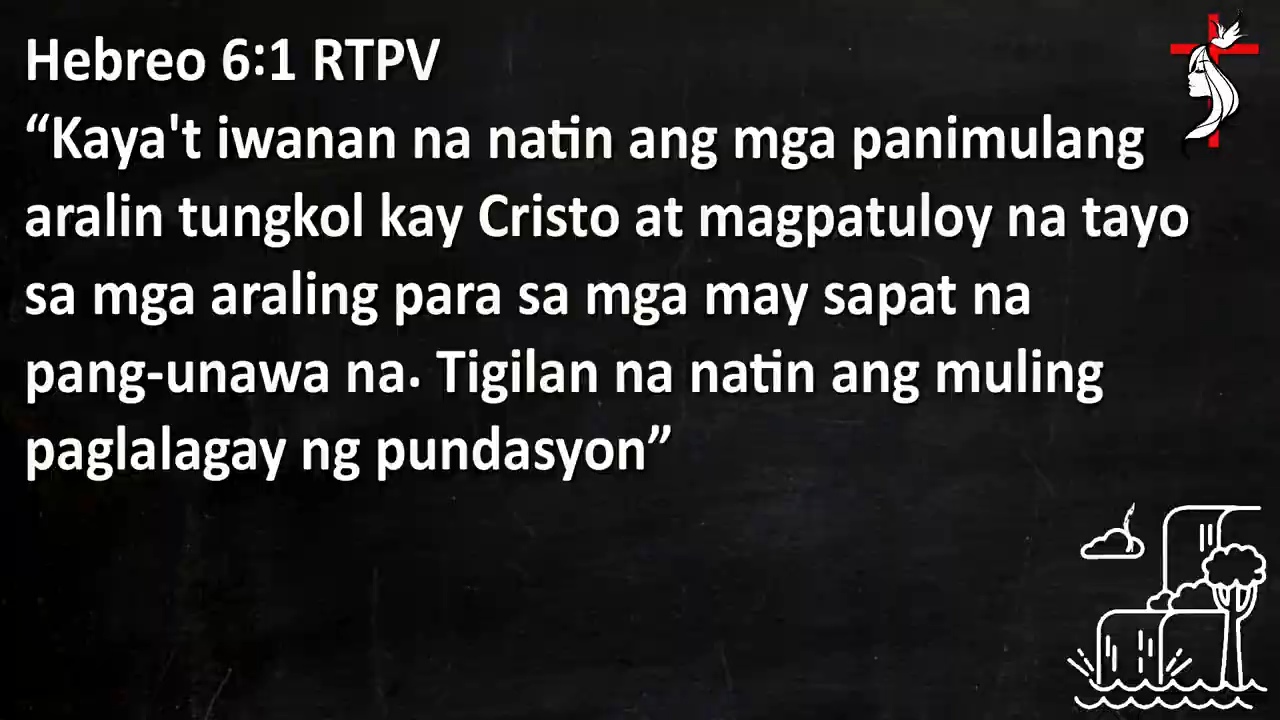 Hebreo 6:1 RTPV
“Kaya't iwanan na natin ang mga panimulang
aralin tungkol kay Cristo at magpatuloy na tayo
sa mga araling para sa mga may sapat na
pang-unawa na. Tigilan na natin ang muling
paglalagay ng pundasyon”